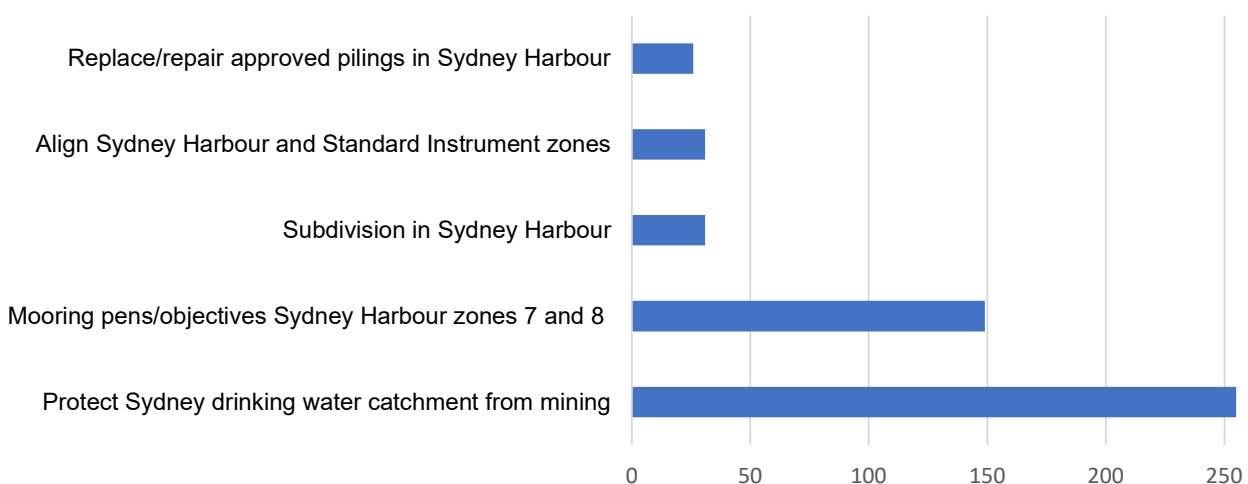 Replace/repair approved pilings in Sydney Harbour
Align Sydney Harbour and Standard Instrument zones
Subdivision in Sydney Harbour
Mooring pens/objectives Sydney Harbour zones 7 and 8
Protect Sydney drinking water catchment from mining
0 50 100 150 200 250